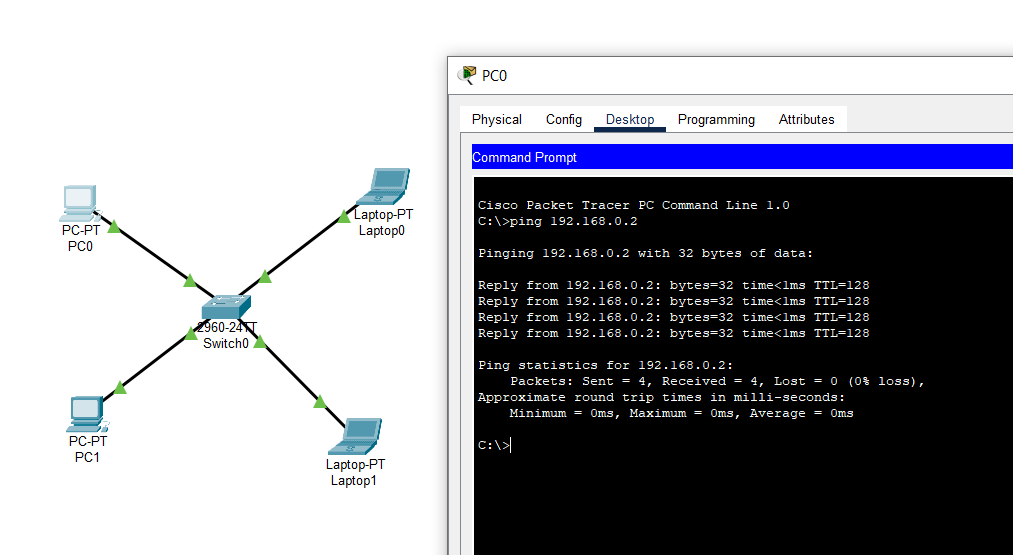 PC-PT
PC0
Laptop-PT
Laptop0
2960-24TT
Switch0
PC-PT
PC1
Laptop-PT
Laptop1
PC0
Physical Config Desktop Programming Attributes
Command Prompt
Cisco Packet Tracer PC Command Line 1.0
C:\>ping 192.168.0.2
Pinging 192.168.0.2 with 32 bytes of data:
Reply from 192.168.0.2: bytes=32 time<1ms TTL=128
Reply from 192.168.0.2: bytes=32 time<1ms TTL=128
Reply from 192.168.0.2: bytes=32 time<1ms TTL=128
Reply from 192.168.0.2: bytes=32 time<1ms TTL=128
Ping statistics for 192.168.0.2:
Packets: Sent = 4, Received = 4, Lost = 0 (0% loss),
Approximate round trip times in milli-seconds:
Minimum = 0ms, Maximum = 0ms, Average = 0ms
C:\>